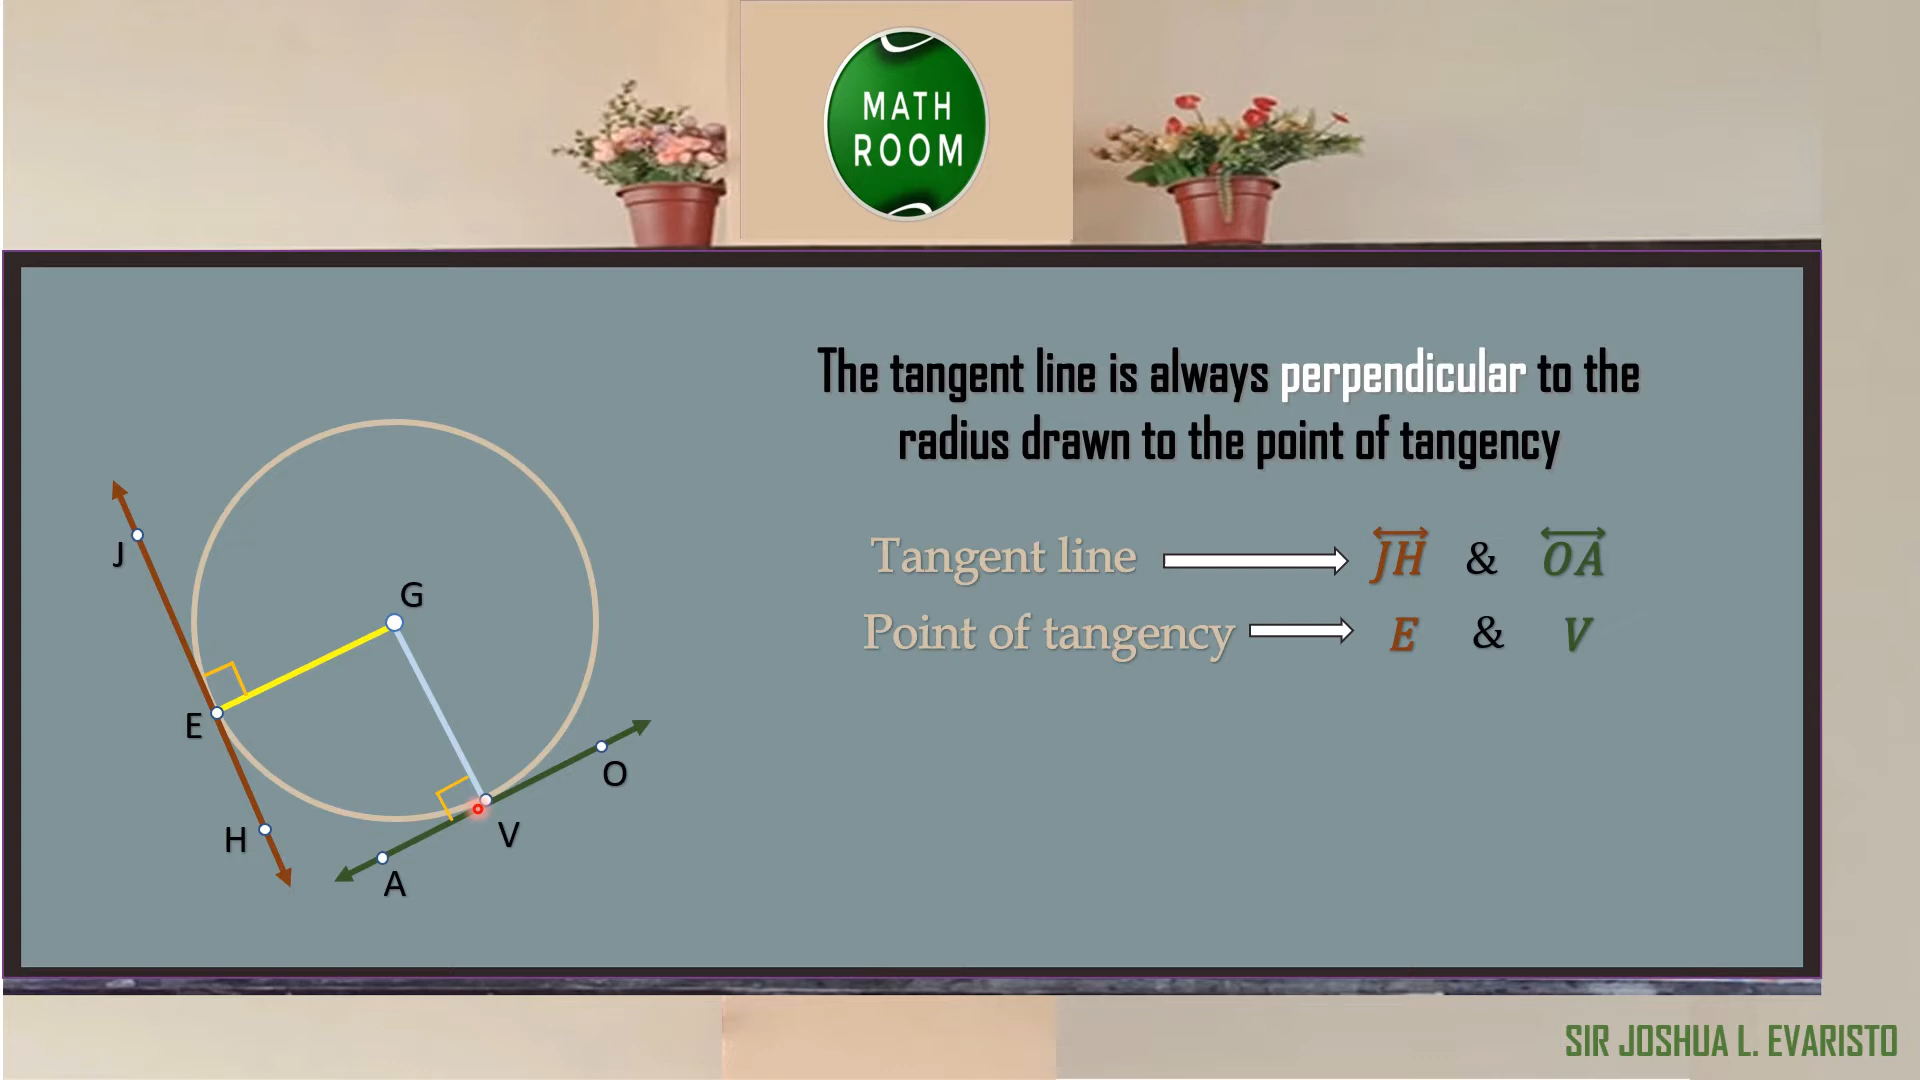 MATH
ROOM
The tangent line is always perpendicular to the
radius drawn to the point of tangency
Tangent line JH & OA
Point of tangency E & V
J
G
E
O
V
H
A
SIR JOSHUA L. EVARISTO